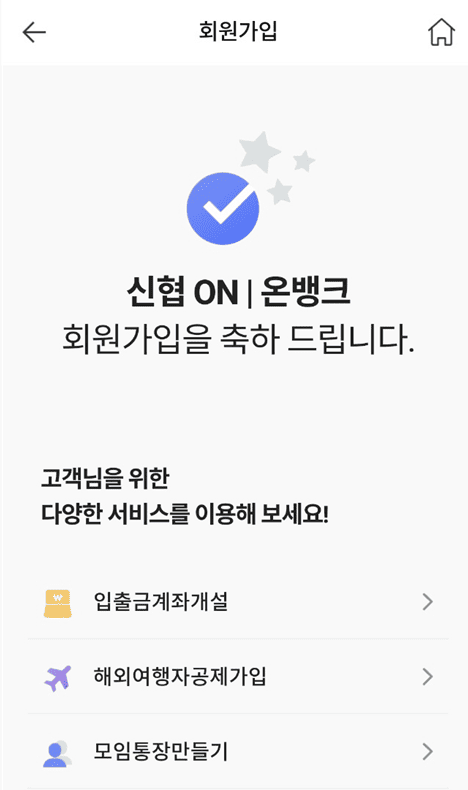 회원가입
신협 ON | 온뱅크
회원가입을 축하 드립니다.
고객님을 위한
다양한 서비스를 이용해 보세요!
₩
입출금계좌개설
해외여행자공제가입
모임통장만들기